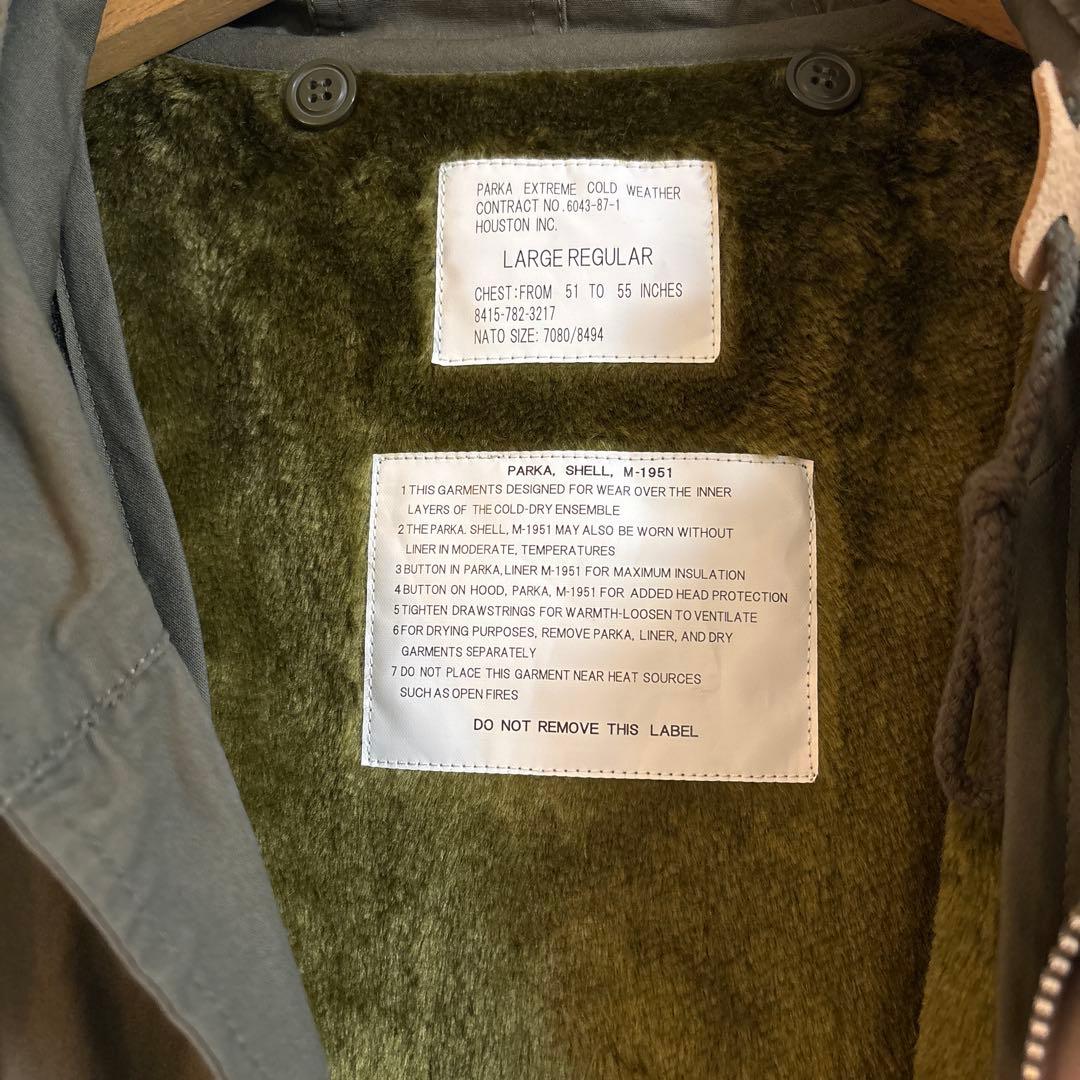 PARKA EXTREME COLD WEATHER
CONTRACT NO.6043-87-1
HOUSTON INC.
LARGE REGULAR
CHEST:FROM 51 TO 55 INCHES
8415-782-3217
NATO SIZE: 7080/8494
PARKA, SHELL, M-1951
1 THIS GARMENTS DESIGNED FOR WEAR OVER THE INNER
LAYERS OF THE COLD-DRY ENSEMBLE
2 THE PARKA. SHELL, M-1951 MAY ALSO BE WORN WITHOUT
LINER IN MODERATE, TEMPERATURES
3 BUTTON IN PARKA, LINER M-1951 FOR MAXIMUM INSULATION
4 BUTTON ON HOOD, PARKA, M-1951 FOR ADDED HEAD PROTECTION
5 TIGHTEN DRAWSTRINGS FOR WARMTH-LOOSEN TO VENTILATE
6 FOR DRYING PURPOSES, REMOVE PARKA, LINER, AND DRY
GARMENTS SEPARATELY
7 DO NOT PLACE THIS GARMENT NEAR HEAT SOURCES
SUCH AS OPEN FIRES
DO NOT REMOVE THIS LABEL